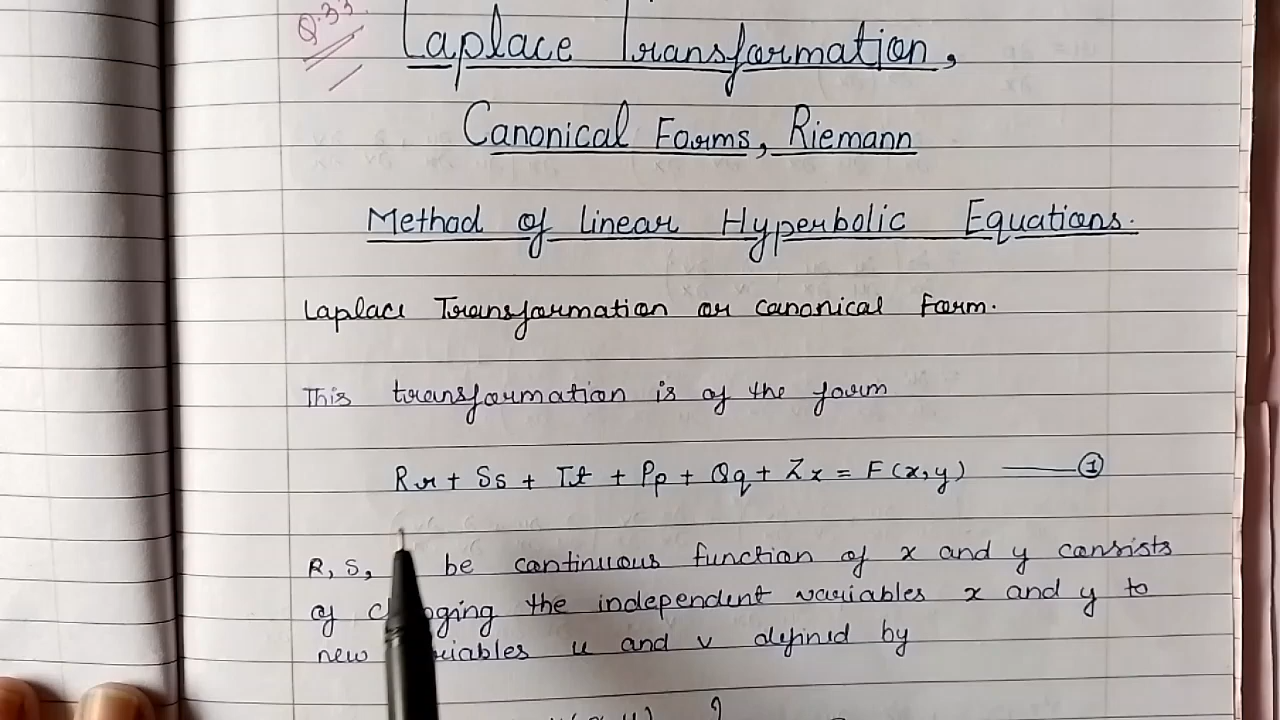 Q.33
Laplace Transformation,
Canonical Forms, Riemann
Method of linear Hyperbolic Equations.
Laplace Transformation or canonical form.
This transformation is of the form
Rr + Ss + Tt + Pp + Qq + Zx = F(x,y) —— ①
R, S, be continuous function of x and y consists
of the independent variables x and y to
new u and v defined by